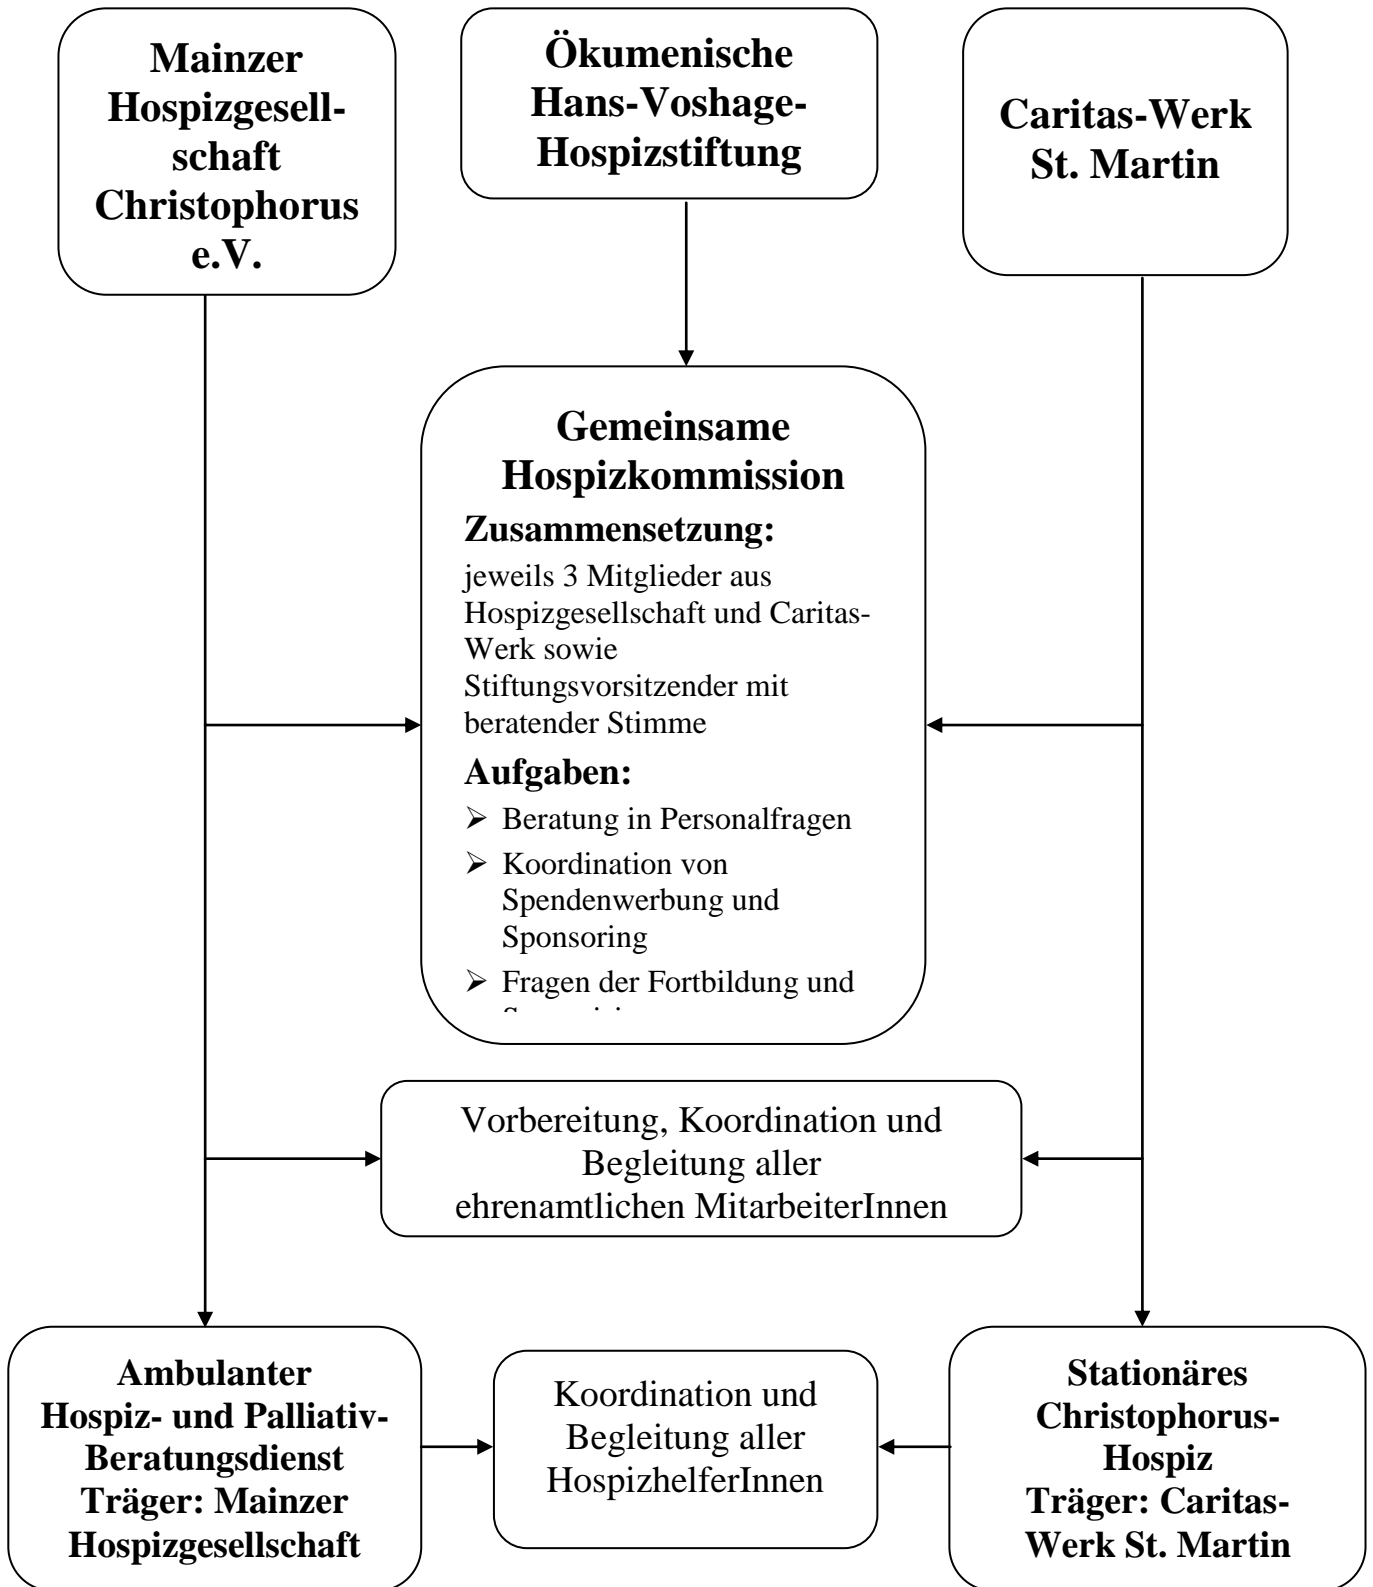 Mainzer
Hospizgesell-
schaft
Christophorus
e.V.
Ökumenische
Hans-Voshage-
Hospizstiftung
Caritas-Werk
St. Martin
Gemeinsame
Hospizkommission
Zusammensetzung:
jeweils 3 Mitglieder aus
Hospizgesellschaft und Caritas-
Werk sowie
Stiftungsvorsitzender mit
beratender Stimme
Aufgaben:
➢ Beratung in Personalfragen
➢ Koordination von
Spendenwerbung und
Sponsoring
➢ Fragen der Fortbildung und
Vorbereitung, Koordination und
Begleitung aller
ehrenamtlichen MitarbeiterInnen
Ambulanter
Hospiz- und Palliativ-
Beratungsdienst
Träger: Mainzer
Hospizgesellschaft
Koordination und
Begleitung aller
HospizhelferInnen
Stationäres
Christophorus-
Hospiz
Träger: Caritas-
Werk St. Martin